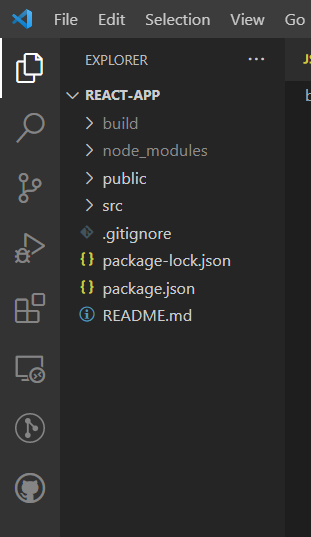 File Edit Selection View Go
EXPLORER ...
REACT-APP
build
node_modules
public
src
.gitignore
{} package-lock.json
{} package.json
README.md